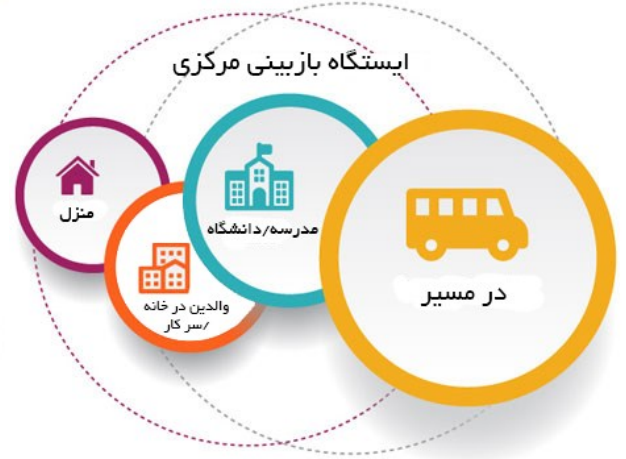 ایستگاه بازبینی مرکزی
منزل
والدین در خانه
/سر کار
مدرسه/دانشگاه
در مسیر